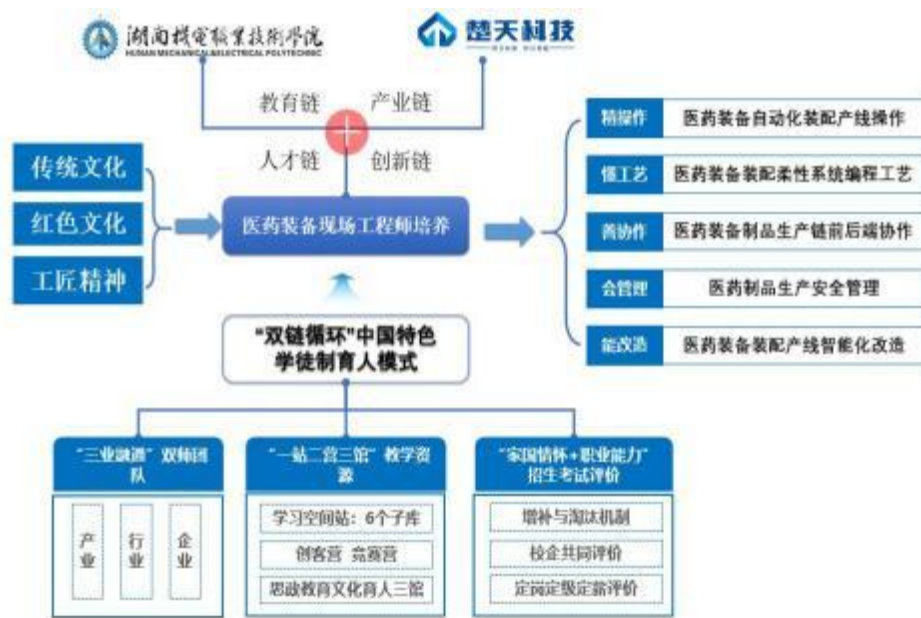 湖南機電職業技術學院
HUNAN MECHANICAL&ELECTRICAL POLYTECHNIC
楚天科技
教育链
产业链
人才链
创新链
传统文化
红色文化
工匠精神
医药装备现场工程师培养
精操作
医药装备自动化装配产线操作
懂工艺
医药装备装配柔性系统编程工艺
善协作
医药装备制品生产链前后端协作
会管理
医药制品生产安全管理
能改造
医药装备装配产线智能化改造
“双链循环”中国特色
学徒制育人模式
“三业融通”双师团
队
产业
行业
企业
“一站二营三馆”教学资
源
学习空间站：6个子库
创客营 竞赛营
思政教育文化育人三馆
“家国情怀+职业能力”
招生考试评价
增补与淘汰机制
校企共同评价
定岗定级定薪评价